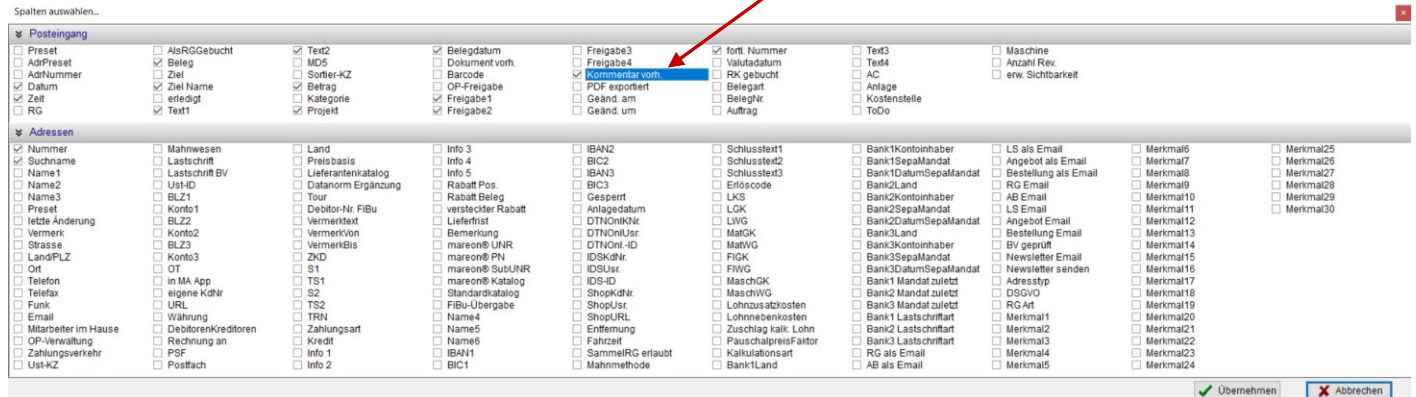 Spalten auswählen...
Posteingang
Preset AlsRGGebucht Text2 Belegdatum Freigabe3 fortl. Nummer Text3 Maschine
AdrPreset Beleg MD5 Dokument vorh. Freigabe4 Valutadatum Text4 Anzahl Rev.
AdrNummer Ziel Sortier-KZ Barcode Kommentar vorh. RK gebucht AC erw. Sichtbarkeit
Datum Ziel Name Betrag OP-Freigabe PDF exportiert Belegart Anlage
Zeit erledigt Kategorie Freigabe1 Geänd. am BelegNr. Kostenstelle
RG Text1 Projekt Freigabe2 Geänd. um Auftrag ToDo
Adressen
Nummer Mahnwesen Land Info 3 IBAN2 Schlusstext1 Bank1Kontoinhaber LS als Email Merkmal6 Merkmal25
Suchname Lastschrift Preisbasis Info 4 BIC2 Schlusstext2 Bank1SepaMandat Angebot als Email Merkmal7 Merkmal26
Name1 Lastschrift BV Lieferantenkatalog Info 5 IBAN3 Schlusstext3 Bank1DatumSepaMandat Bestellung als Email Merkmal8 Merkmal27
Name2 Ust-ID Datanorm Ergänzung Rabatt Pos. BIC3 Erlöscode Bank2Land RG Email Merkmal9 Merkmal28
Name3 BLZ1 Tour Rabatt Beleg Gesperrt LKS Bank2Kontoinhaber AB Email Merkmal10 Merkmal29
Preset Konto1 Debitor-Nr. FiBu versteckter Rabatt Anlagedatum LGK Bank2SepaMandat LS Email Merkmal11 Merkmal30
letzte Änderung BLZ2 Vermerktext Lieferfrist DTNOnlKNr. LWG Bank2DatumSepaMandat Angebot Email Merkmal12
Vermerk Konto2 VermerkVon Bemerkung DTNOnlUsr. MatGK Bank3Land Bestellung Email Merkmal13
Strasse BLZ3 VermerkBis mareon® UNR DTNOnl.-ID MatWG Bank3Kontoinhaber BV geprüft Merkmal14
Land/PLZ Konto3 ZKD mareon® PN IDSKdNr. FIGK Bank3SepaMandat Newsletter Email Merkmal15
Ort OT S1 mareon® SubUNR IDSUsr. FIWG Bank3DatumSepaMandat Newsletter senden Merkmal16
Telefon in MA App TS1 mareon® Katalog IDS-ID MaschGK Bank1 Mandat zuletzt Adresstyp Merkmal17
Telefax eigene KdNr S2 Standardkatalog ShopKdNr. MaschWG Bank2 Mandat zuletzt DSGVO Merkmal18
Funk URL TS2 FiBu-Übergabe ShopUsr. Lohnzusatzkosten Bank3 Mandat zuletzt RG Art Merkmal19
Email Währung TRN Name4 ShopURL Lohnnebenkosten Bank1 Lastschriftart Merkmal1 Merkmal20
Mitarbeiter im Hause DebitorenKreditoren Zahlungsart Name5 Entfernung Zuschlag kalk. Lohn Bank2 Lastschriftart Merkmal2 Merkmal21
OP-Verwaltung Rechnung an Kredit Name6 Fahrzeit PauschalpreisFaktor Bank3 Lastschriftart Merkmal3 Merkmal22
Zahlungsverkehr PSF Info 1 IBAN1 SammelRG erlaubt Kalkulationsart RG als Email Merkmal4 Merkmal23
Ust-KZ Postfach Info 2 BIC1 Mahnmethode Bank1Land AB als Email Merkmal5 Merkmal24
Übernehmen Abbrechen